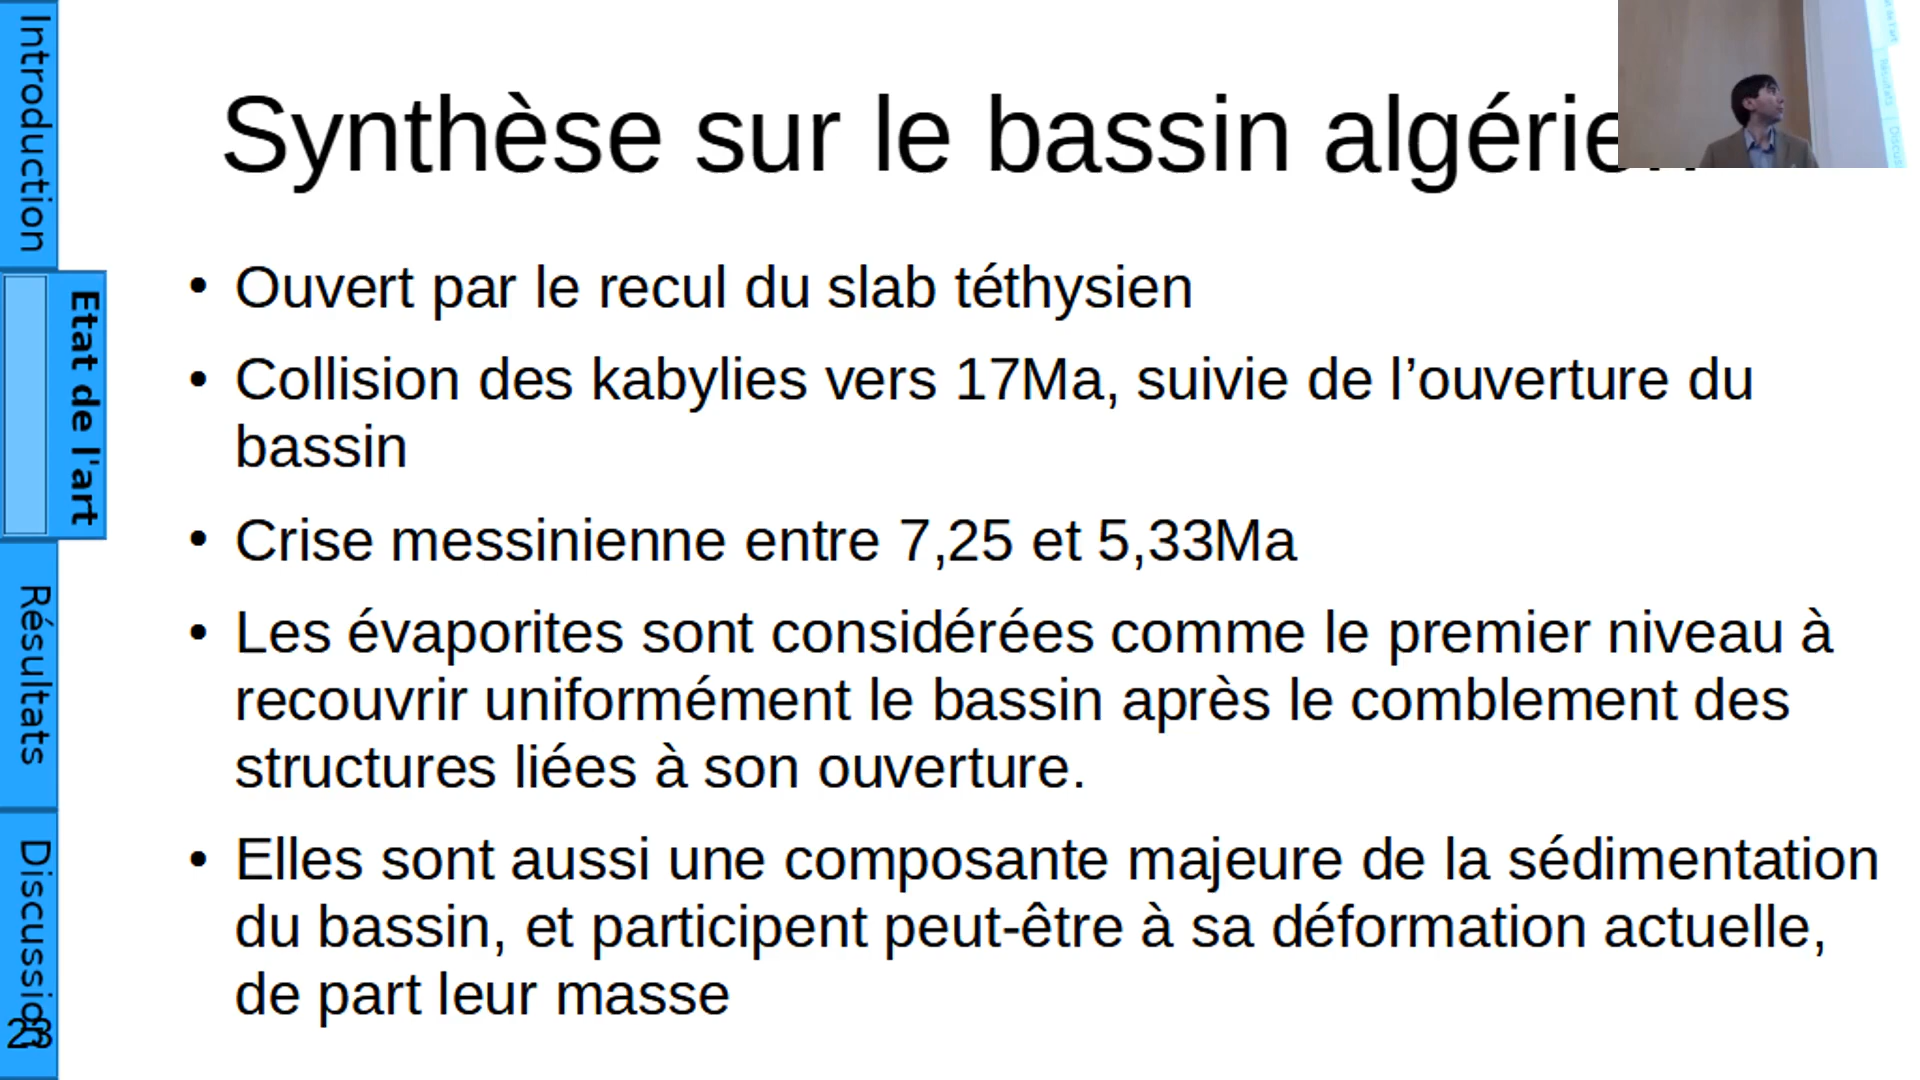 Introduction
Etat de l'art
Résultats
Discussion
23
Synthèse sur le bassin algérien
• Ouvert par le recul du slab téthysien
• Collision des kabylies vers 17Ma, suivie de l’ouverture du
bassin
• Crise messinienne entre 7,25 et 5,33Ma
• Les évaporites sont considérées comme le premier niveau à
recouvrir uniformément le bassin après le comblement des
structures liées à son ouverture.
• Elles sont aussi une composante majeure de la sédimentation
du bassin, et participent peut-être à sa déformation actuelle,
de part leur masse